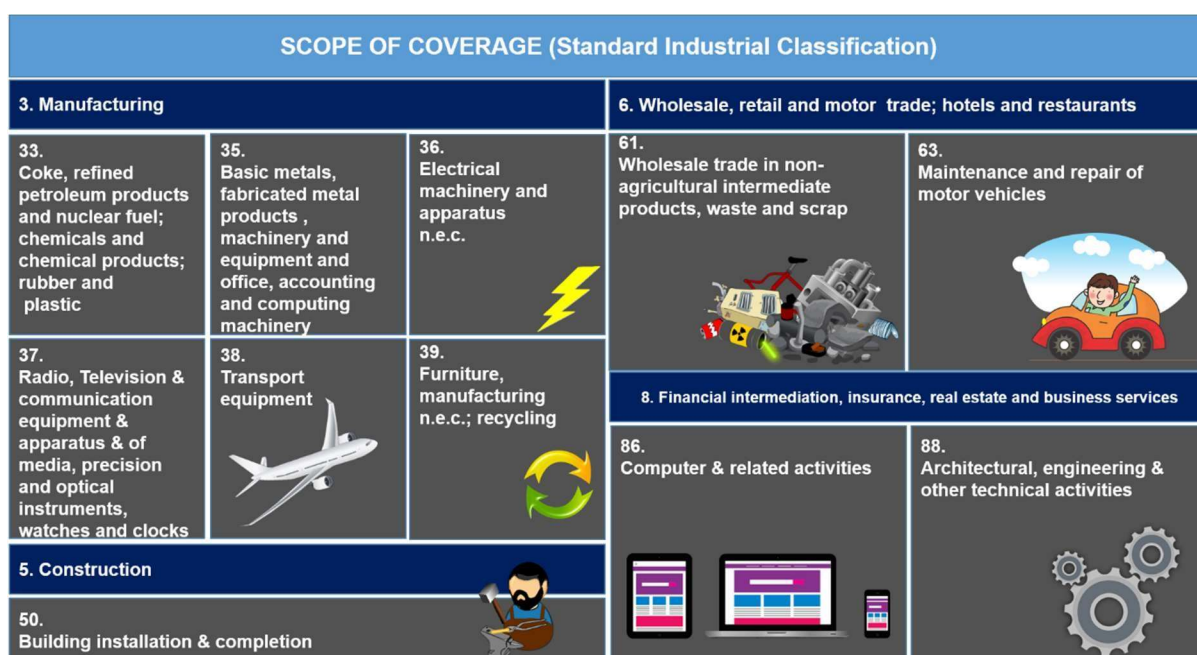 SCOPE OF COVERAGE (Standard Industrial Classification)
3. Manufacturing
33.
Coke, refined
petroleum products
and nuclear fuel;
chemicals and
chemical products;
rubber and
plastic
35.
Basic metals,
fabricated metal
products ,
machinery and
equipment and
office, accounting
and computing
machinery
36.
Electrical
machinery and
apparatus
n.e.c.
37.
Radio, Television &
communication
equipment &
apparatus & of
media, precision
and optical
instruments,
watches and clocks
38.
Transport
equipment
39.
Furniture,
manufacturing
n.e.c.; recycling
5. Construction
50.
Building installation & completion
6. Wholesale, retail and motor trade; hotels and restaurants
61.
Wholesale trade in non-
agricultural intermediate
products, waste and scrap
63.
Maintenance and repair of
motor vehicles
8. Financial intermediation, insurance, real estate and business services
86.
Computer & related activities
88.
Architectural, engineering &
other technical activities